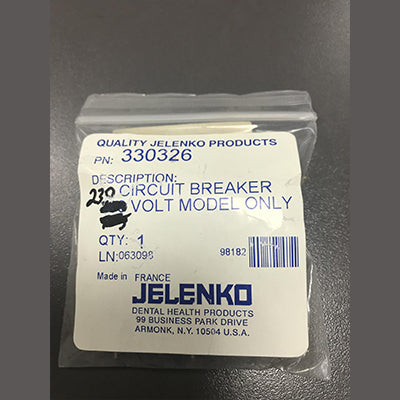 QUALITY JELENKO PRODUCTS
PN: 330326
DESCRIPTION:
CIRCUIT BREAKER
230 VOLT MODEL ONLY
QTY: 1
LN:063098
98182
Made in FRANCE
JELENKO
DENTAL HEALTH PRODUCTS
99 BUSINESS PARK DRIVE
ARMONK, N.Y. 10504 U.S.A.